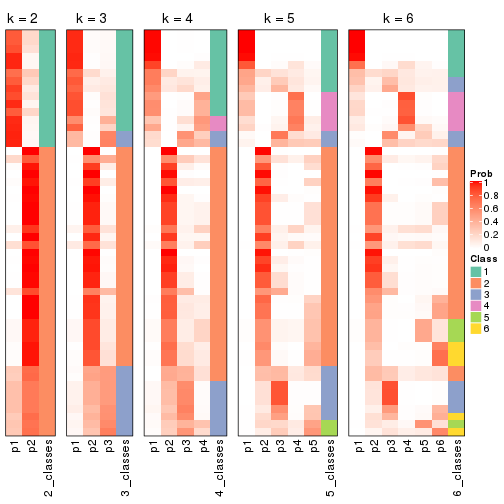 k = 2
k = 3
k = 4
k = 5
k = 6
p1
p2
2_classes
p1
p2
p3
3_classes
p1
p2
p3
p4
4_classes
p1
p2
p3
p4
p5
5_classes
p1
p2
p3
p4
p5
p6
6_classes
Prob
1
0.8
0.6
0.4
0.2
0
Class
1
2
3
4
5
6